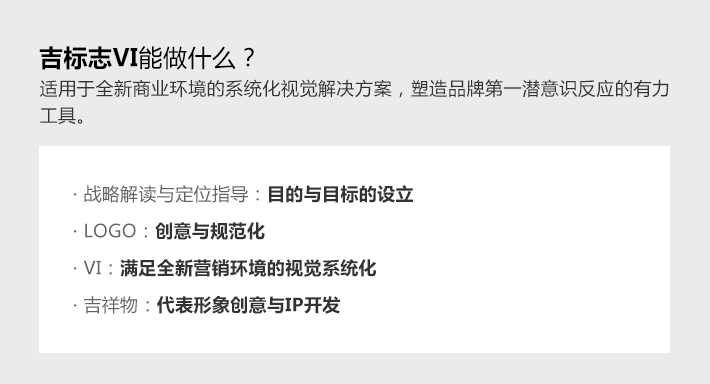 吉标志VI能做什么？
适用于全新商业环境的系统化视觉解决方案，塑造品牌第一潜意识反应的有力
工具。
· 战略解读与定位指导：目的与目标的设立
· LOGO：创意与规范化
· VI：满足全新营销环境的视觉系统化
· 吉祥物：代表形象创意与IP开发